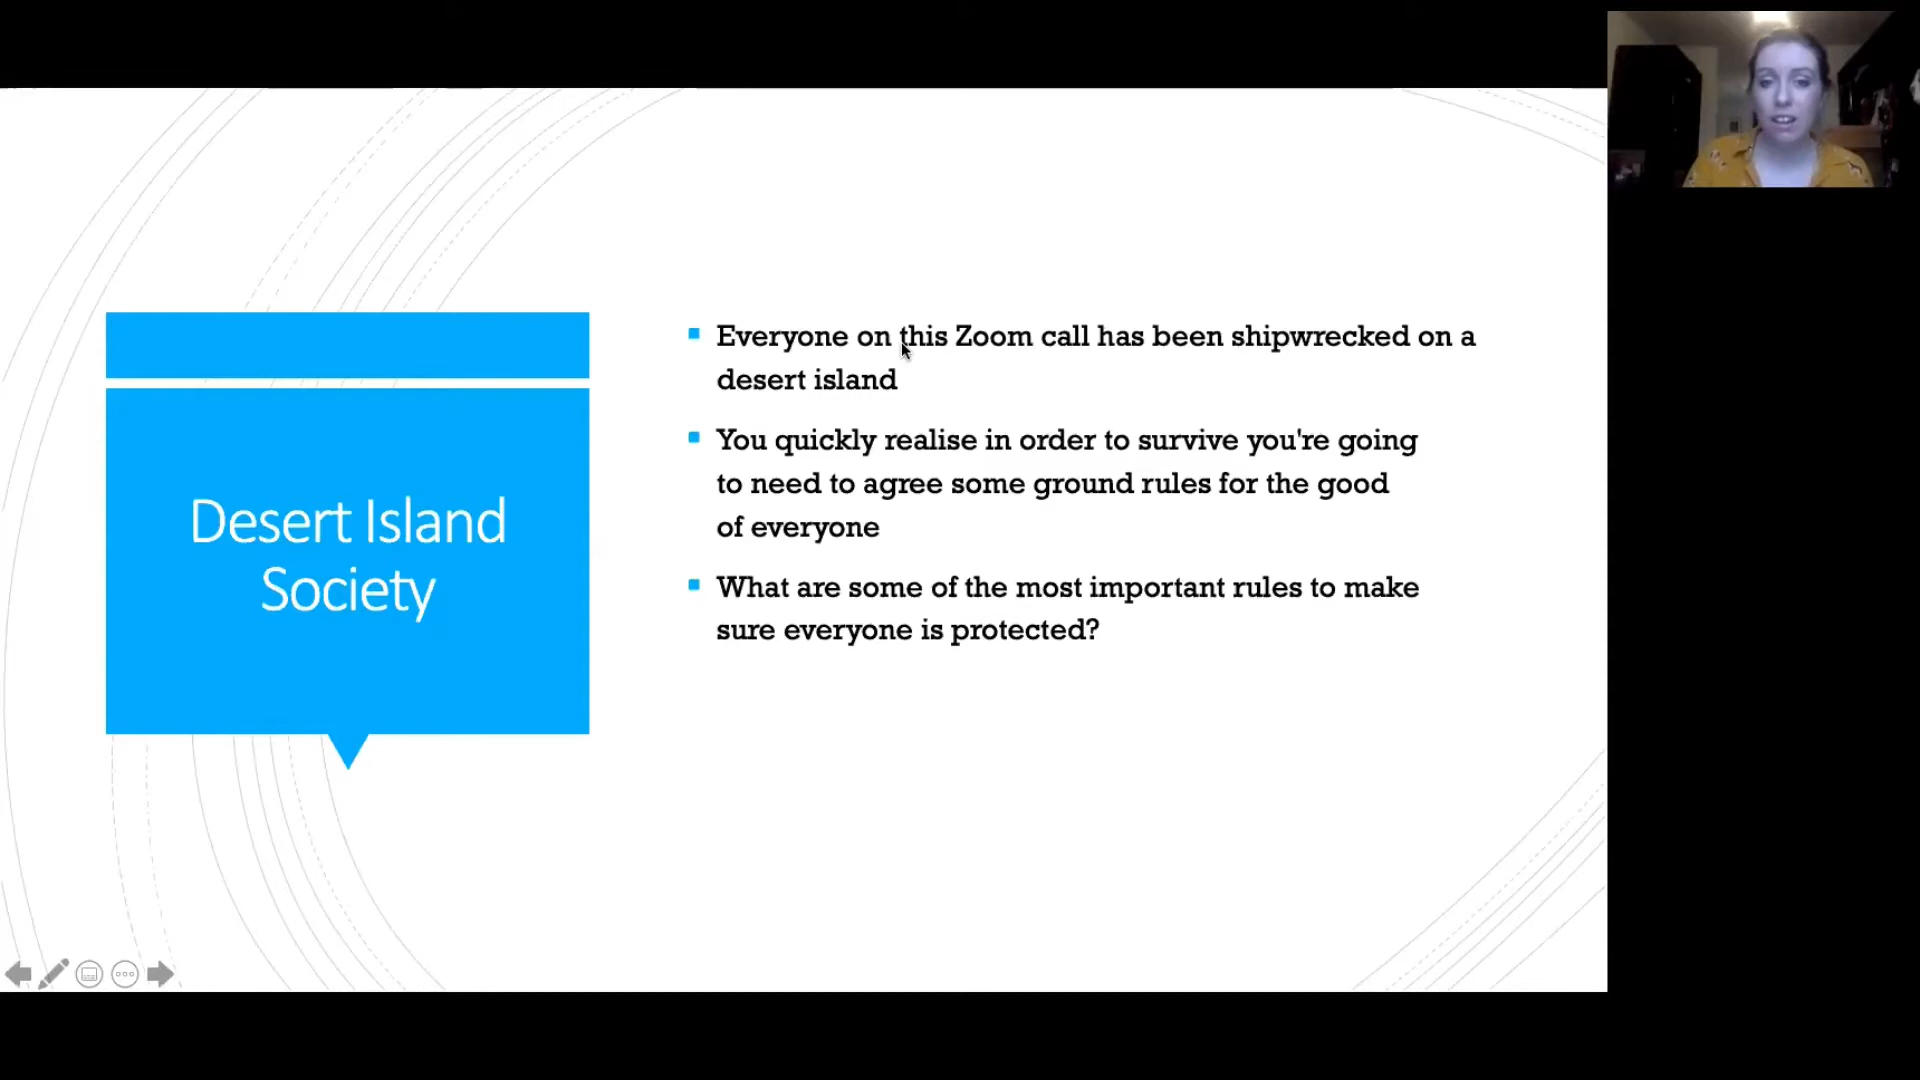 Desert Island
Society
Everyone on this Zoom call has been shipwrecked on a
desert island
You quickly realise in order to survive you're going
to need to agree some ground rules for the good
of everyone
What are some of the most important rules to make
sure everyone is protected?